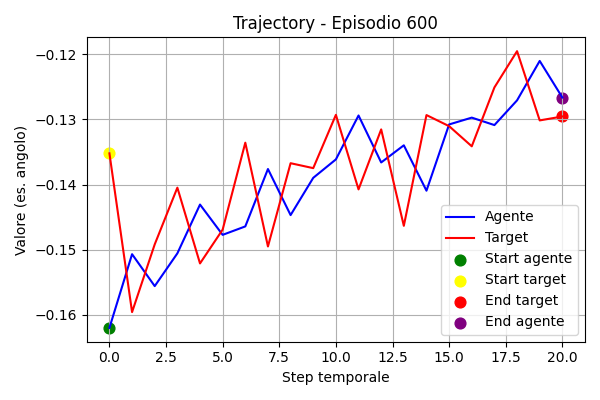 Trajectory - Episodio 600
Valore (es. angolo)
−0.12
−0.13
−0.14
−0.15
−0.16
0.0
2.5
5.0
7.5
10.0
12.5
15.0
17.5
20.0
Step temporale
Agente
Target
Start agente
Start target
End target
End agente